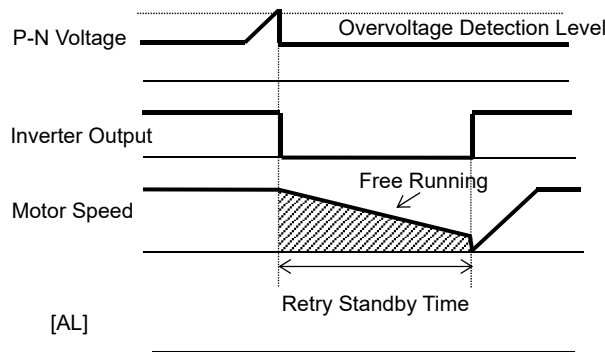 Overvoltage Detection Level
P-N Voltage
Inverter Output
Free Running
Motor Speed
Retry Standby Time
[AL]